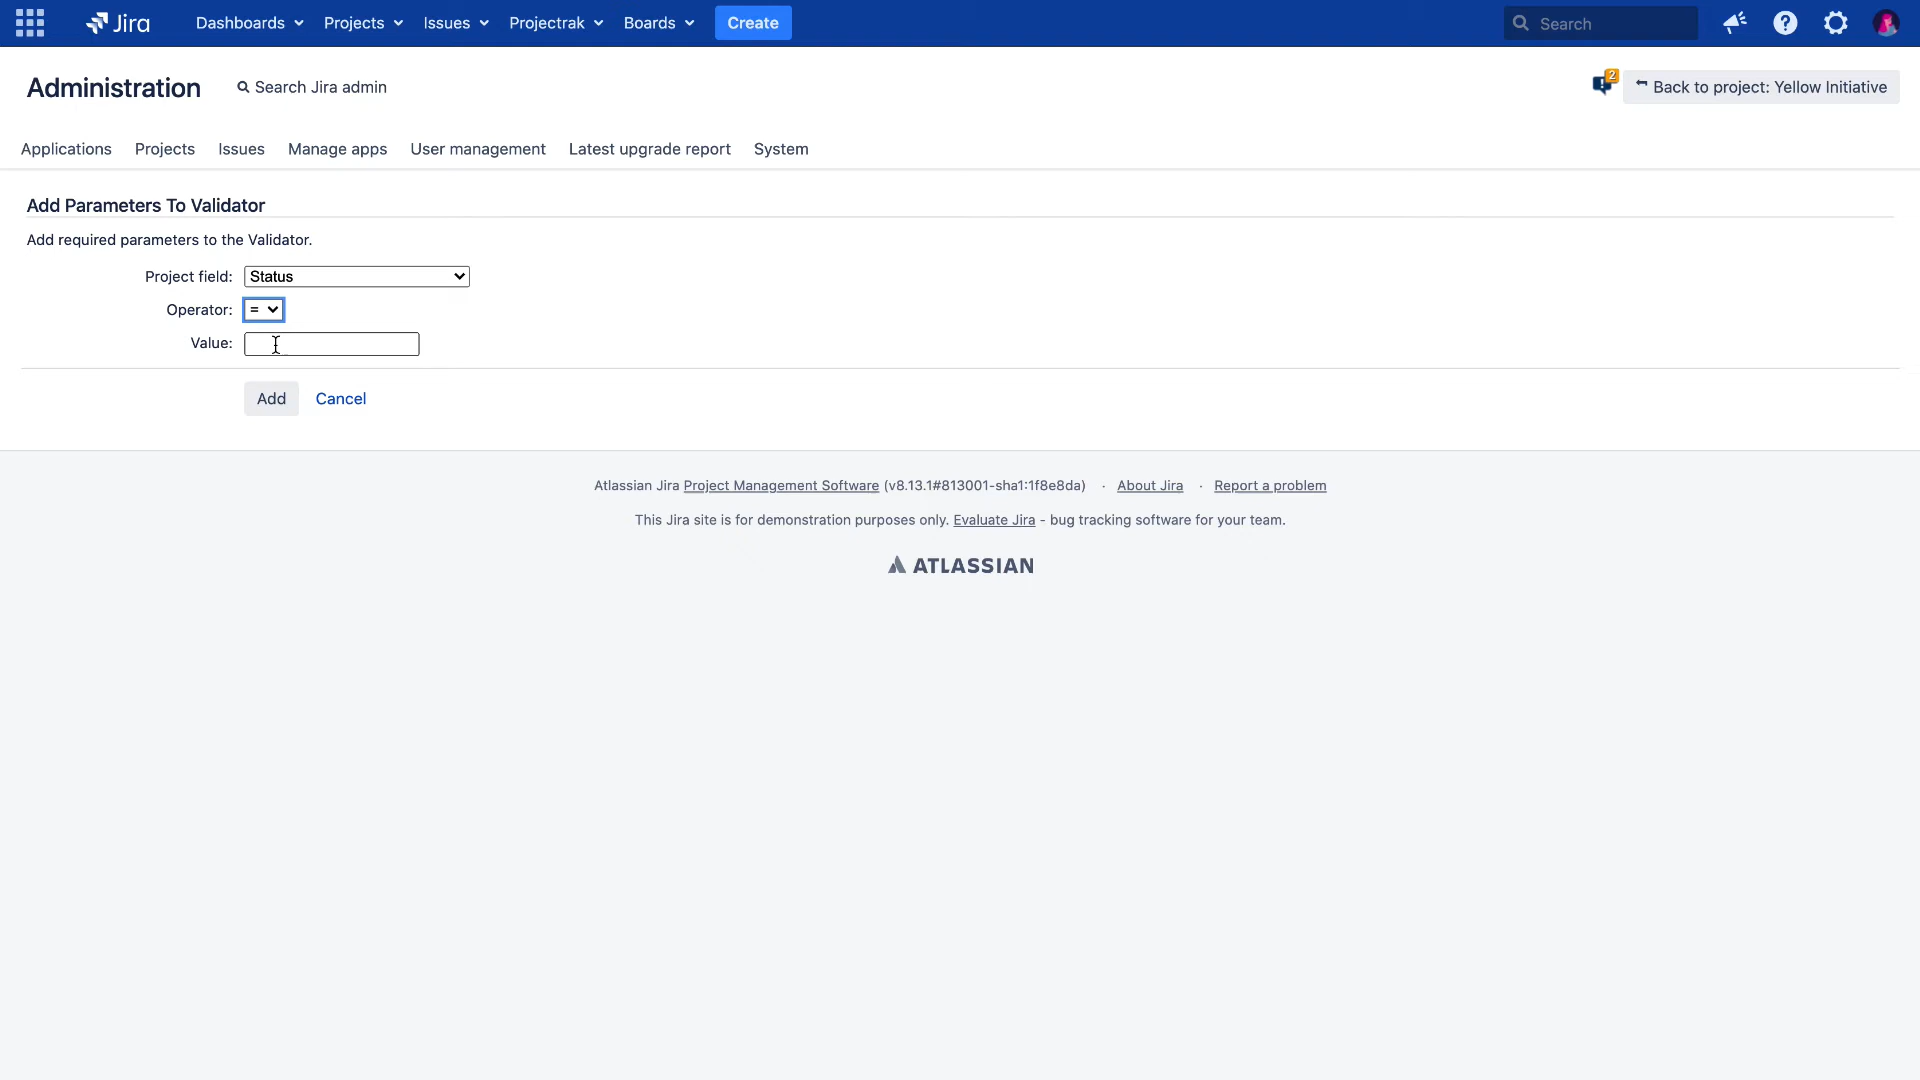 Jira Dashboards Projects Issues Projectrak Boards Create Search
Administration Search Jira admin 2 Back to project: Yellow Initiative
Applications Projects Issues Manage apps User management Latest upgrade report System
Add Parameters To Validator
Add required parameters to the Validator.
Project field: Status
Operator: =
Value:
Add Cancel
Atlassian Jira Project Management Software (v8.13.1#813001-sha1:1f8e8da) · About Jira · Report a problem
This Jira site is for demonstration purposes only. Evaluate Jira - bug tracking software for your team.
ATLASSIAN